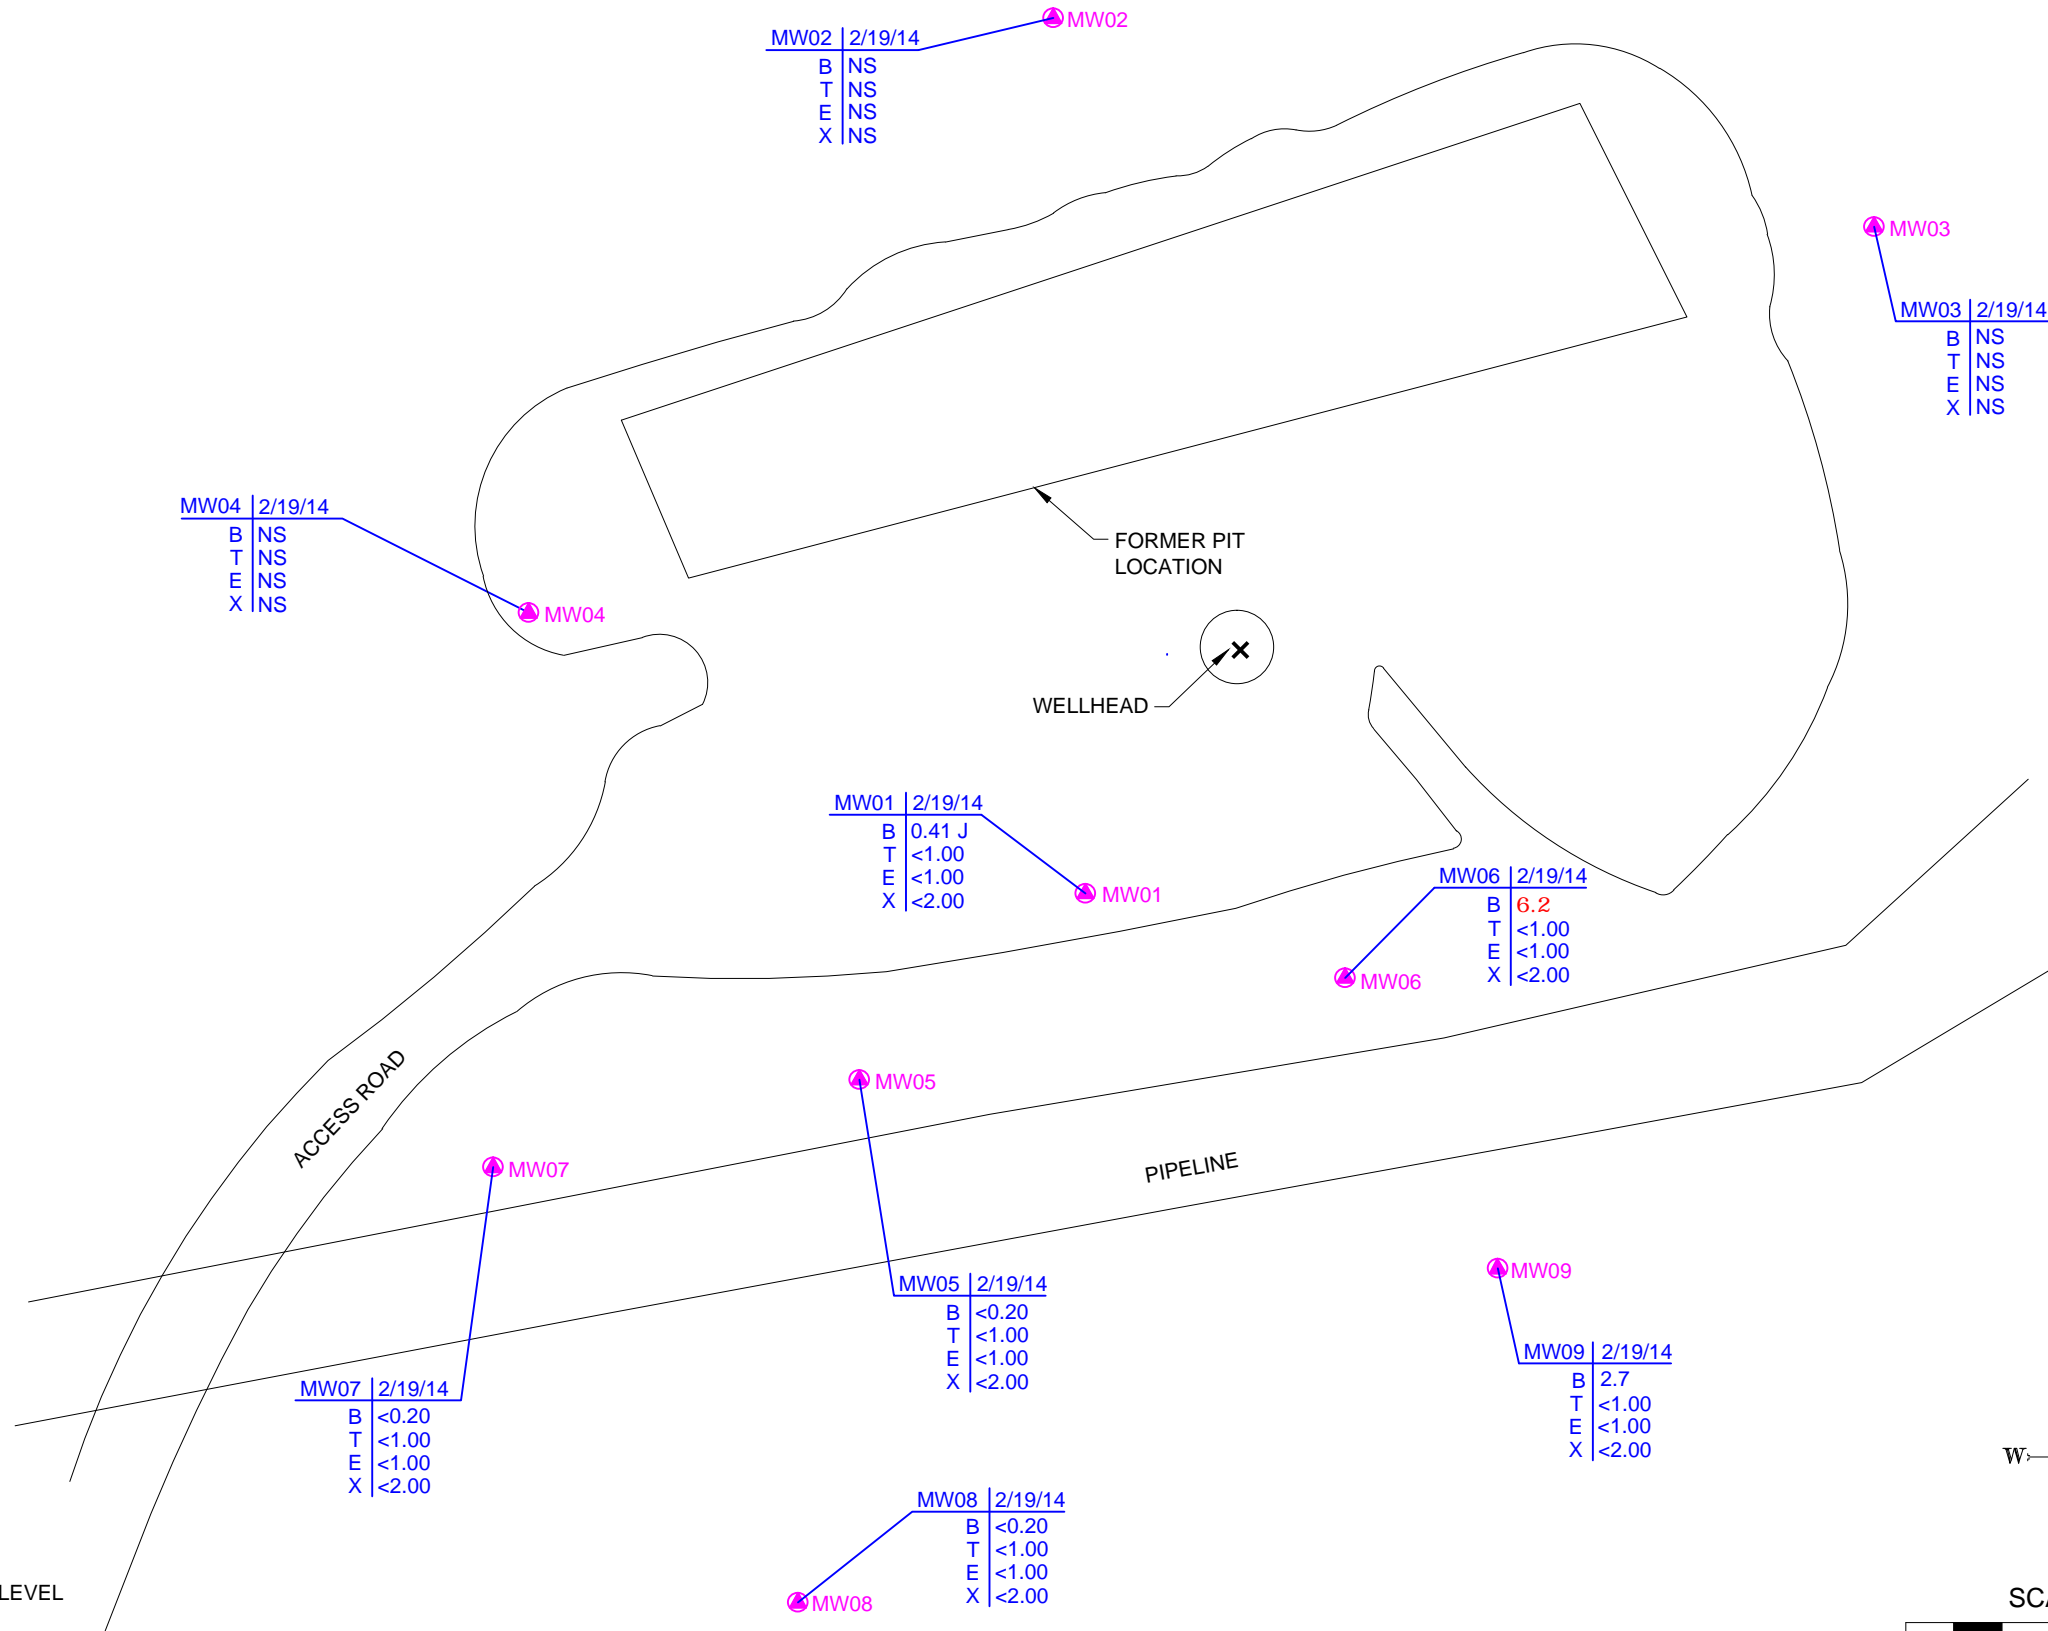 MW02
MW02 2/19/14
B NS
T NS
E NS
X NS
MW03
MW03 2/19/14
B NS
T NS
E NS
X NS
MW04 2/19/14
B NS
T NS
E NS
X NS
MW04
FORMER PIT
LOCATION
WELLHEAD
MW01 2/19/14
B 0.41 J
T <1.00
E <1.00
X <2.00
MW01
MW06 2/19/14
B 6.2
T <1.00
E <1.00
X <2.00
MW06
ACCESS ROAD
MW05
MW07
PIPELINE
MW05 2/19/14
B <0.20
T <1.00
E <1.00
X <2.00
MW09
MW09 2/19/14
B 2.7
T <1.00
E <1.00
X <2.00
MW07 2/19/14
B <0.20
T <1.00
E <1.00
X <2.00
W
MW08 2/19/14
B <0.20
T <1.00
E <1.00
X <2.00
MW08
LEVEL